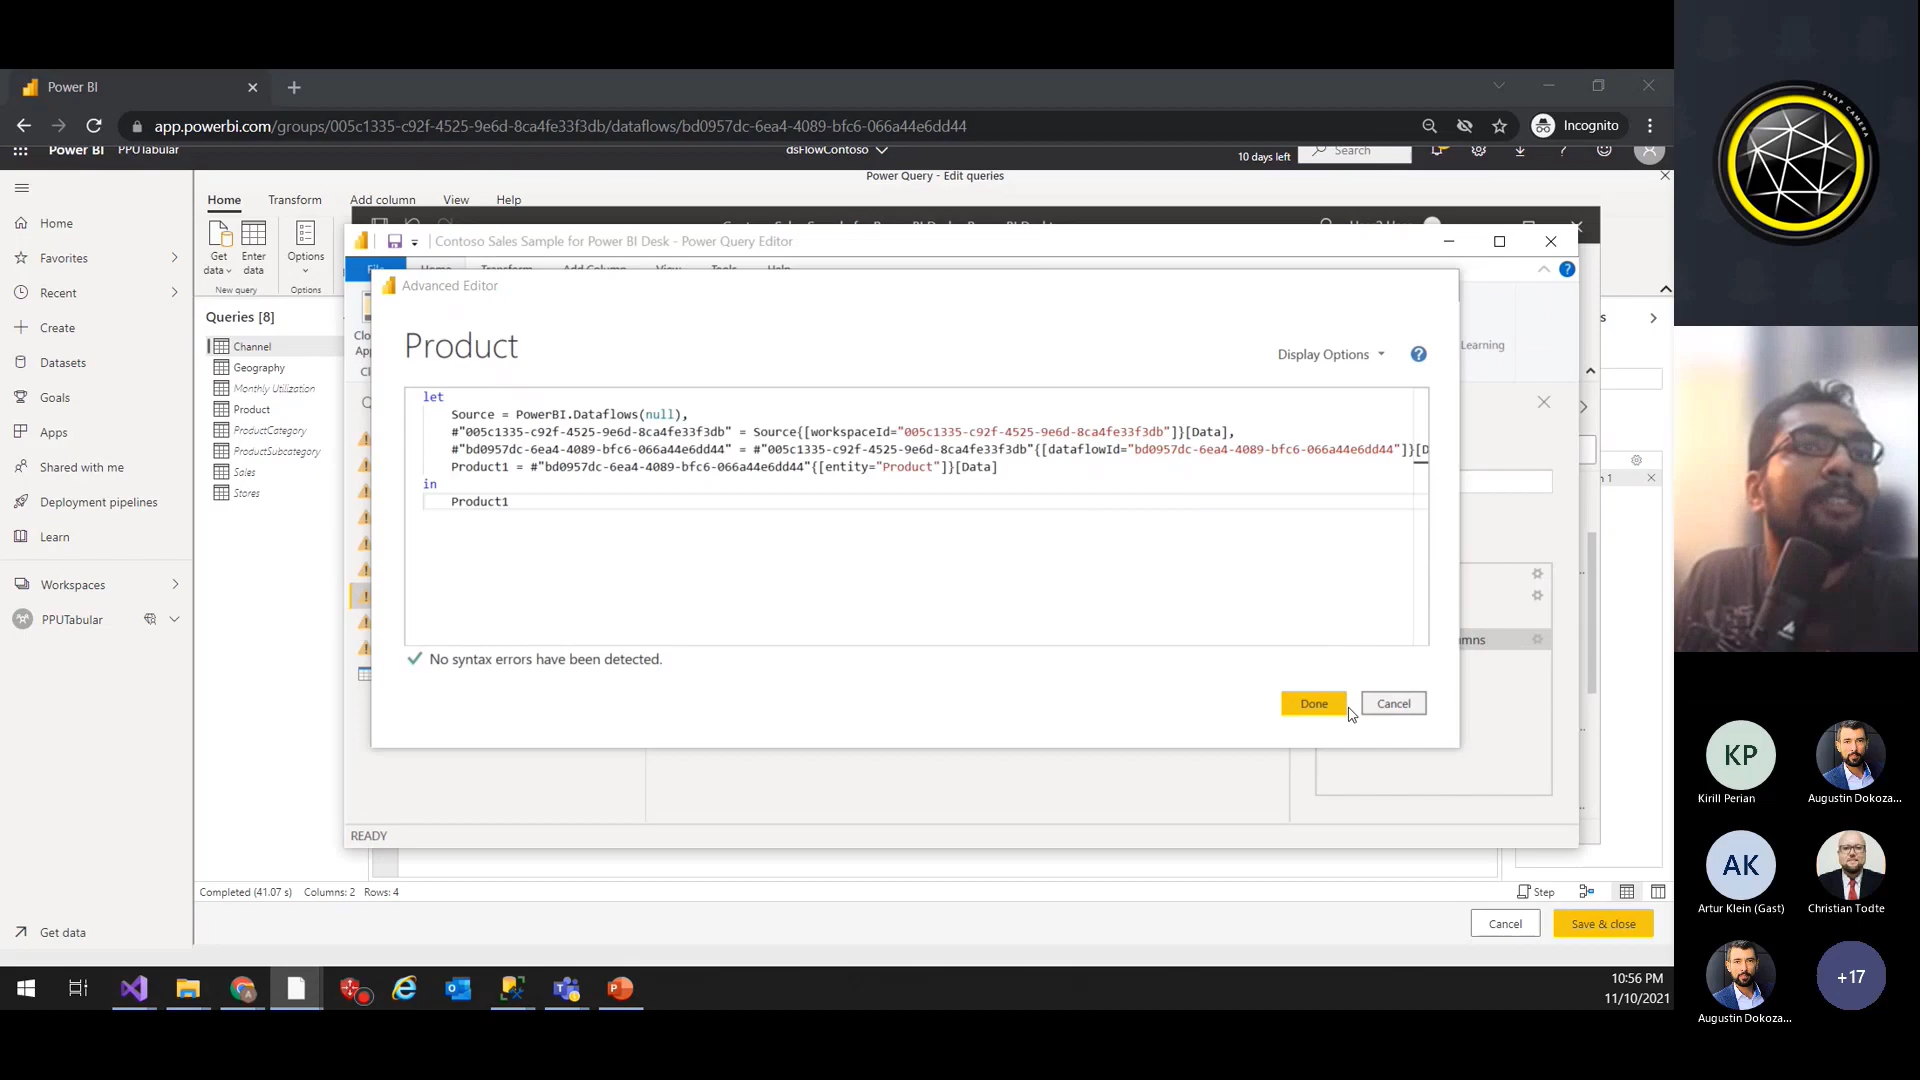 Power BI
app.powerbi.com/groups/005c1335-c92f-4525-9e6d-8ca4fe33f3db/dataflows/bd0957dc-6ea4-4089-bfc6-066a44e6dd44
Incognito
Power BI PPUTabular
dsFlowContoso
10 days left
Search
Power Query - Edit queries
Home Transform Add column View Help
Get data
Enter data
Options
New query
Options
Home
Favorites
Recent
Create
Datasets
Goals
Apps
Shared with me
Deployment pipelines
Learn
Workspaces
PPUTabular
Get data
Queries [8]
Channel
Geography
Monthly Utilization
Product
ProductCategory
ProductSubcategory
Sales
Stores
Contoso Sales Sample for Power BI Desk - Power Query Editor
Home Transform Add Column View Tools Help
Learning
Advanced Editor
Product
Display Options
let
Source = PowerBI.Dataflows(null),
#"005c1335-c92f-4525-9e6d-8ca4fe33f3db" = Source{[workspaceId="005c1335-c92f-4525-9e6d-8ca4fe33f3db"]}[Data],
#"bd0957dc-6ea4-4089-bfc6-066a44e6dd44" = #"005c1335-c92f-4525-9e6d-8ca4fe33f3db"{[dataflowId="bd0957dc-6ea4-4089-bfc6-066a44e6dd44"]}[D
Product1 = #"bd0957dc-6ea4-4089-bfc6-066a44e6dd44"{[entity="Product"]}[Data]
in
Product1
No syntax errors have been detected.
Done
Cancel
READY
Completed (41.07 s) Columns: 2 Rows: 4
Step
Cancel
Save & close
10:56 PM
11/10/2021
SNAP CAMERA
KP
Kirill Perian
Augustin Dokoza...
AK
Artur Klein (Gast)
Christian Todte
Augustin Dokoza...
+17